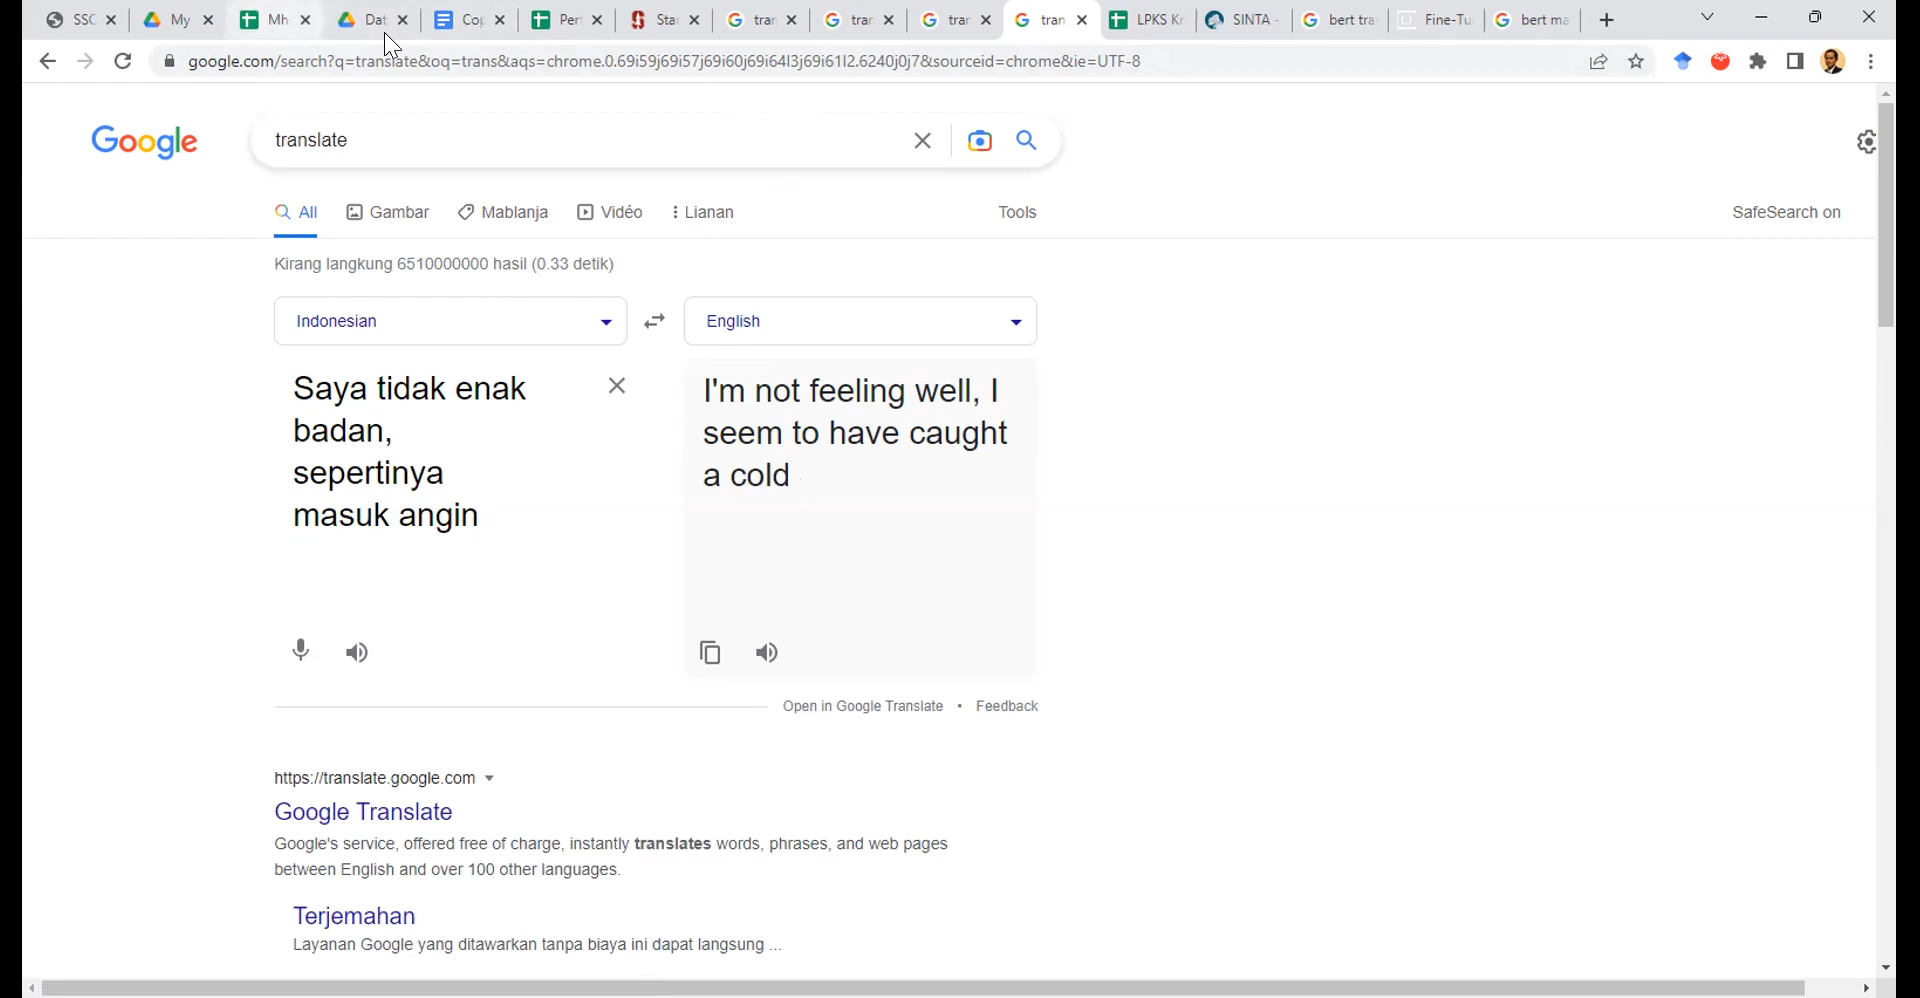 SSC
My
Mh
Dat
Cop
Per
Sta
tran
tran
tran
tran
LPKS Kr
SINTA -
bert tra
Fine-Tu
bert ma
google.com/search?q=translate&oq=trans&aqs=chrome.0.69i59j69i57j69i60j69i64l3j69i61l2.6240j0j7&sourceid=chrome&ie=UTF-8
Google
translate
All
Gambar
Mablanja
Vidéo
Lianan
Tools
SafeSearch on
Kirang langkung 6510000000 hasil (0.33 detik)
Indonesian
English
Saya tidak enak
badan,
sepertinya
masuk angin
I'm not feeling well, I
seem to have caught
a cold
Open in Google Translate • Feedback
https://translate.google.com
Google Translate
Google's service, offered free of charge, instantly translates words, phrases, and web pages
between English and over 100 other languages.
Terjemahan
Layanan Google yang ditawarkan tanpa biaya ini dapat langsung ...